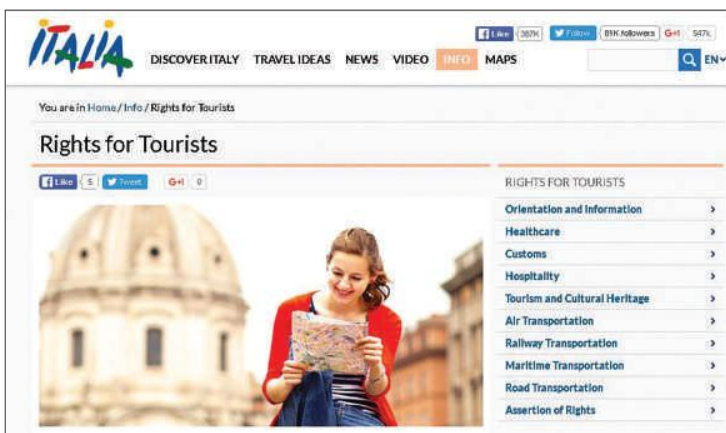 ITALIA
Like 387K Follow 81K followers G+1 547k
DISCOVER ITALY TRAVEL IDEAS NEWS VIDEO INFO MAPS EN
You are in Home / Info / Rights for Tourists
Rights for Tourists
Like 5 Tweet G+1 0
RIGHTS FOR TOURISTS
Orientation and Information
Healthcare
Customs
Hospitality
Tourism and Cultural Heritage
Air Transportation
Railway Transportation
Maritime Transportation
Road Transportation
Assertion of Rights